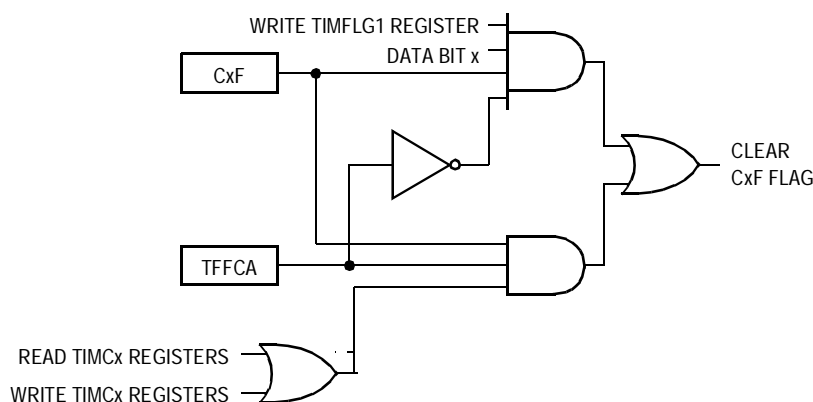 WRITE TIMFLG1 REGISTER
DATA BIT x
CxF
CLEAR
CxF FLAG
TFFCA
READ TIMCx REGISTERS
WRITE TIMCx REGISTERS